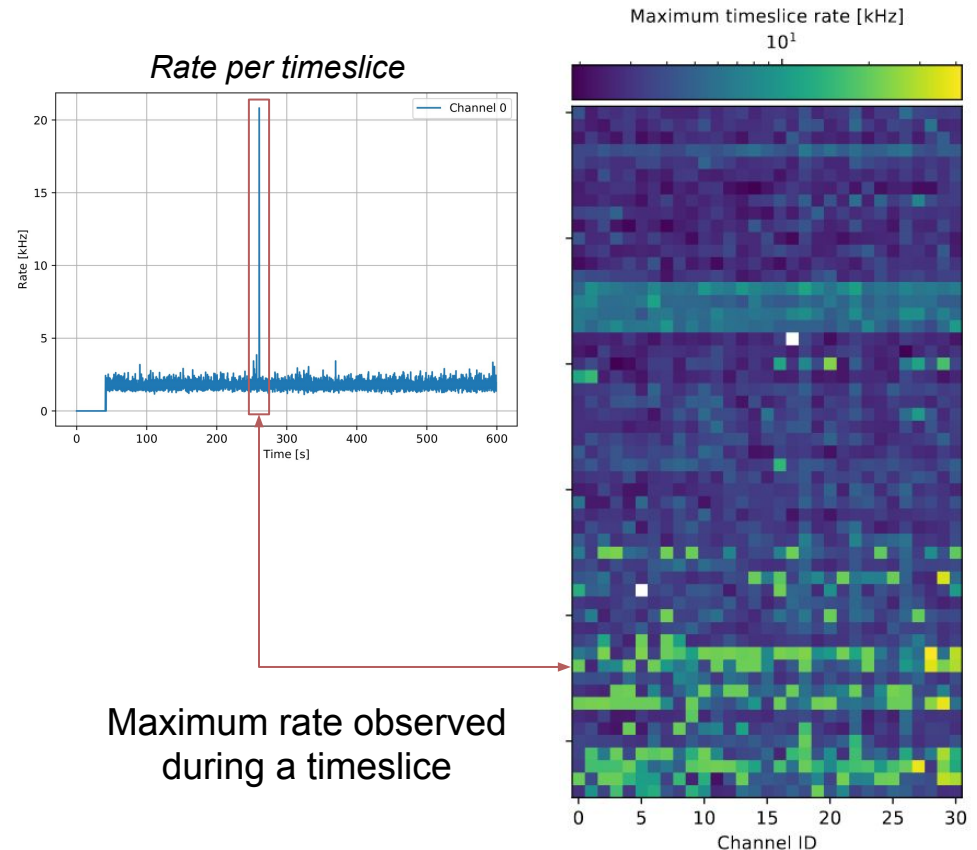 Maximum timeslice rate [kHz]
10¹
Rate per timeslice
Channel 0
20
15
10
5
0
Rate [kHz]
0 100 200 300 400 500 600
Time [s]
Maximum rate observed
during a timeslice
0 5 10 15 20 25 30
Channel ID